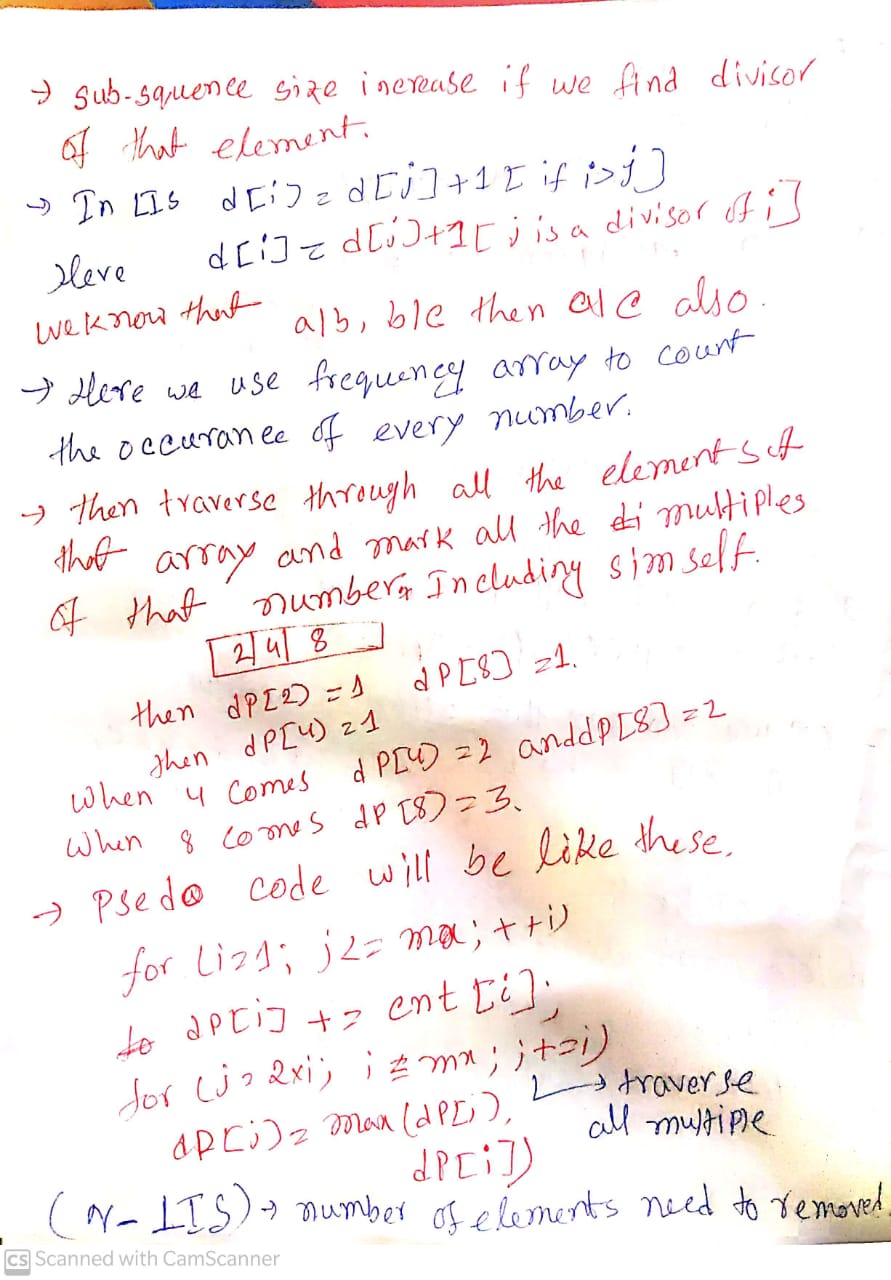 → Sub-squence size increase if we find divisor
of that element.
→ In LIS d[i] = d[j]+1 [ if i>j ]
Here d[i] = d[j]+1 [ j is a divisor of i]
we know that a|b, b|c then a|c also.
→ Here we use frequency array to count
the occurance of every number.
→ then traverse through all the elements of
that array and mark all the di multiples
of that number Including simself.
2|4| 8
then dP[2] = 1 dP[8] =1.
then dP[4] =1
When 4 comes dP[4] =2 and dP[8] =2
When 8 comes dP[8] =3.
→ Psedo code will be like these.
for (i=1; j<= ma; ++i)
to dP[i] += cnt [i];
for (j= 2xi; i ≤ mx; j+=i)
↳ traverse
all multiple
dP[j] = max (dP[j],
dP[i])
(N- LIS) → number of elements need to removed.
CS Scanned with CamScanner